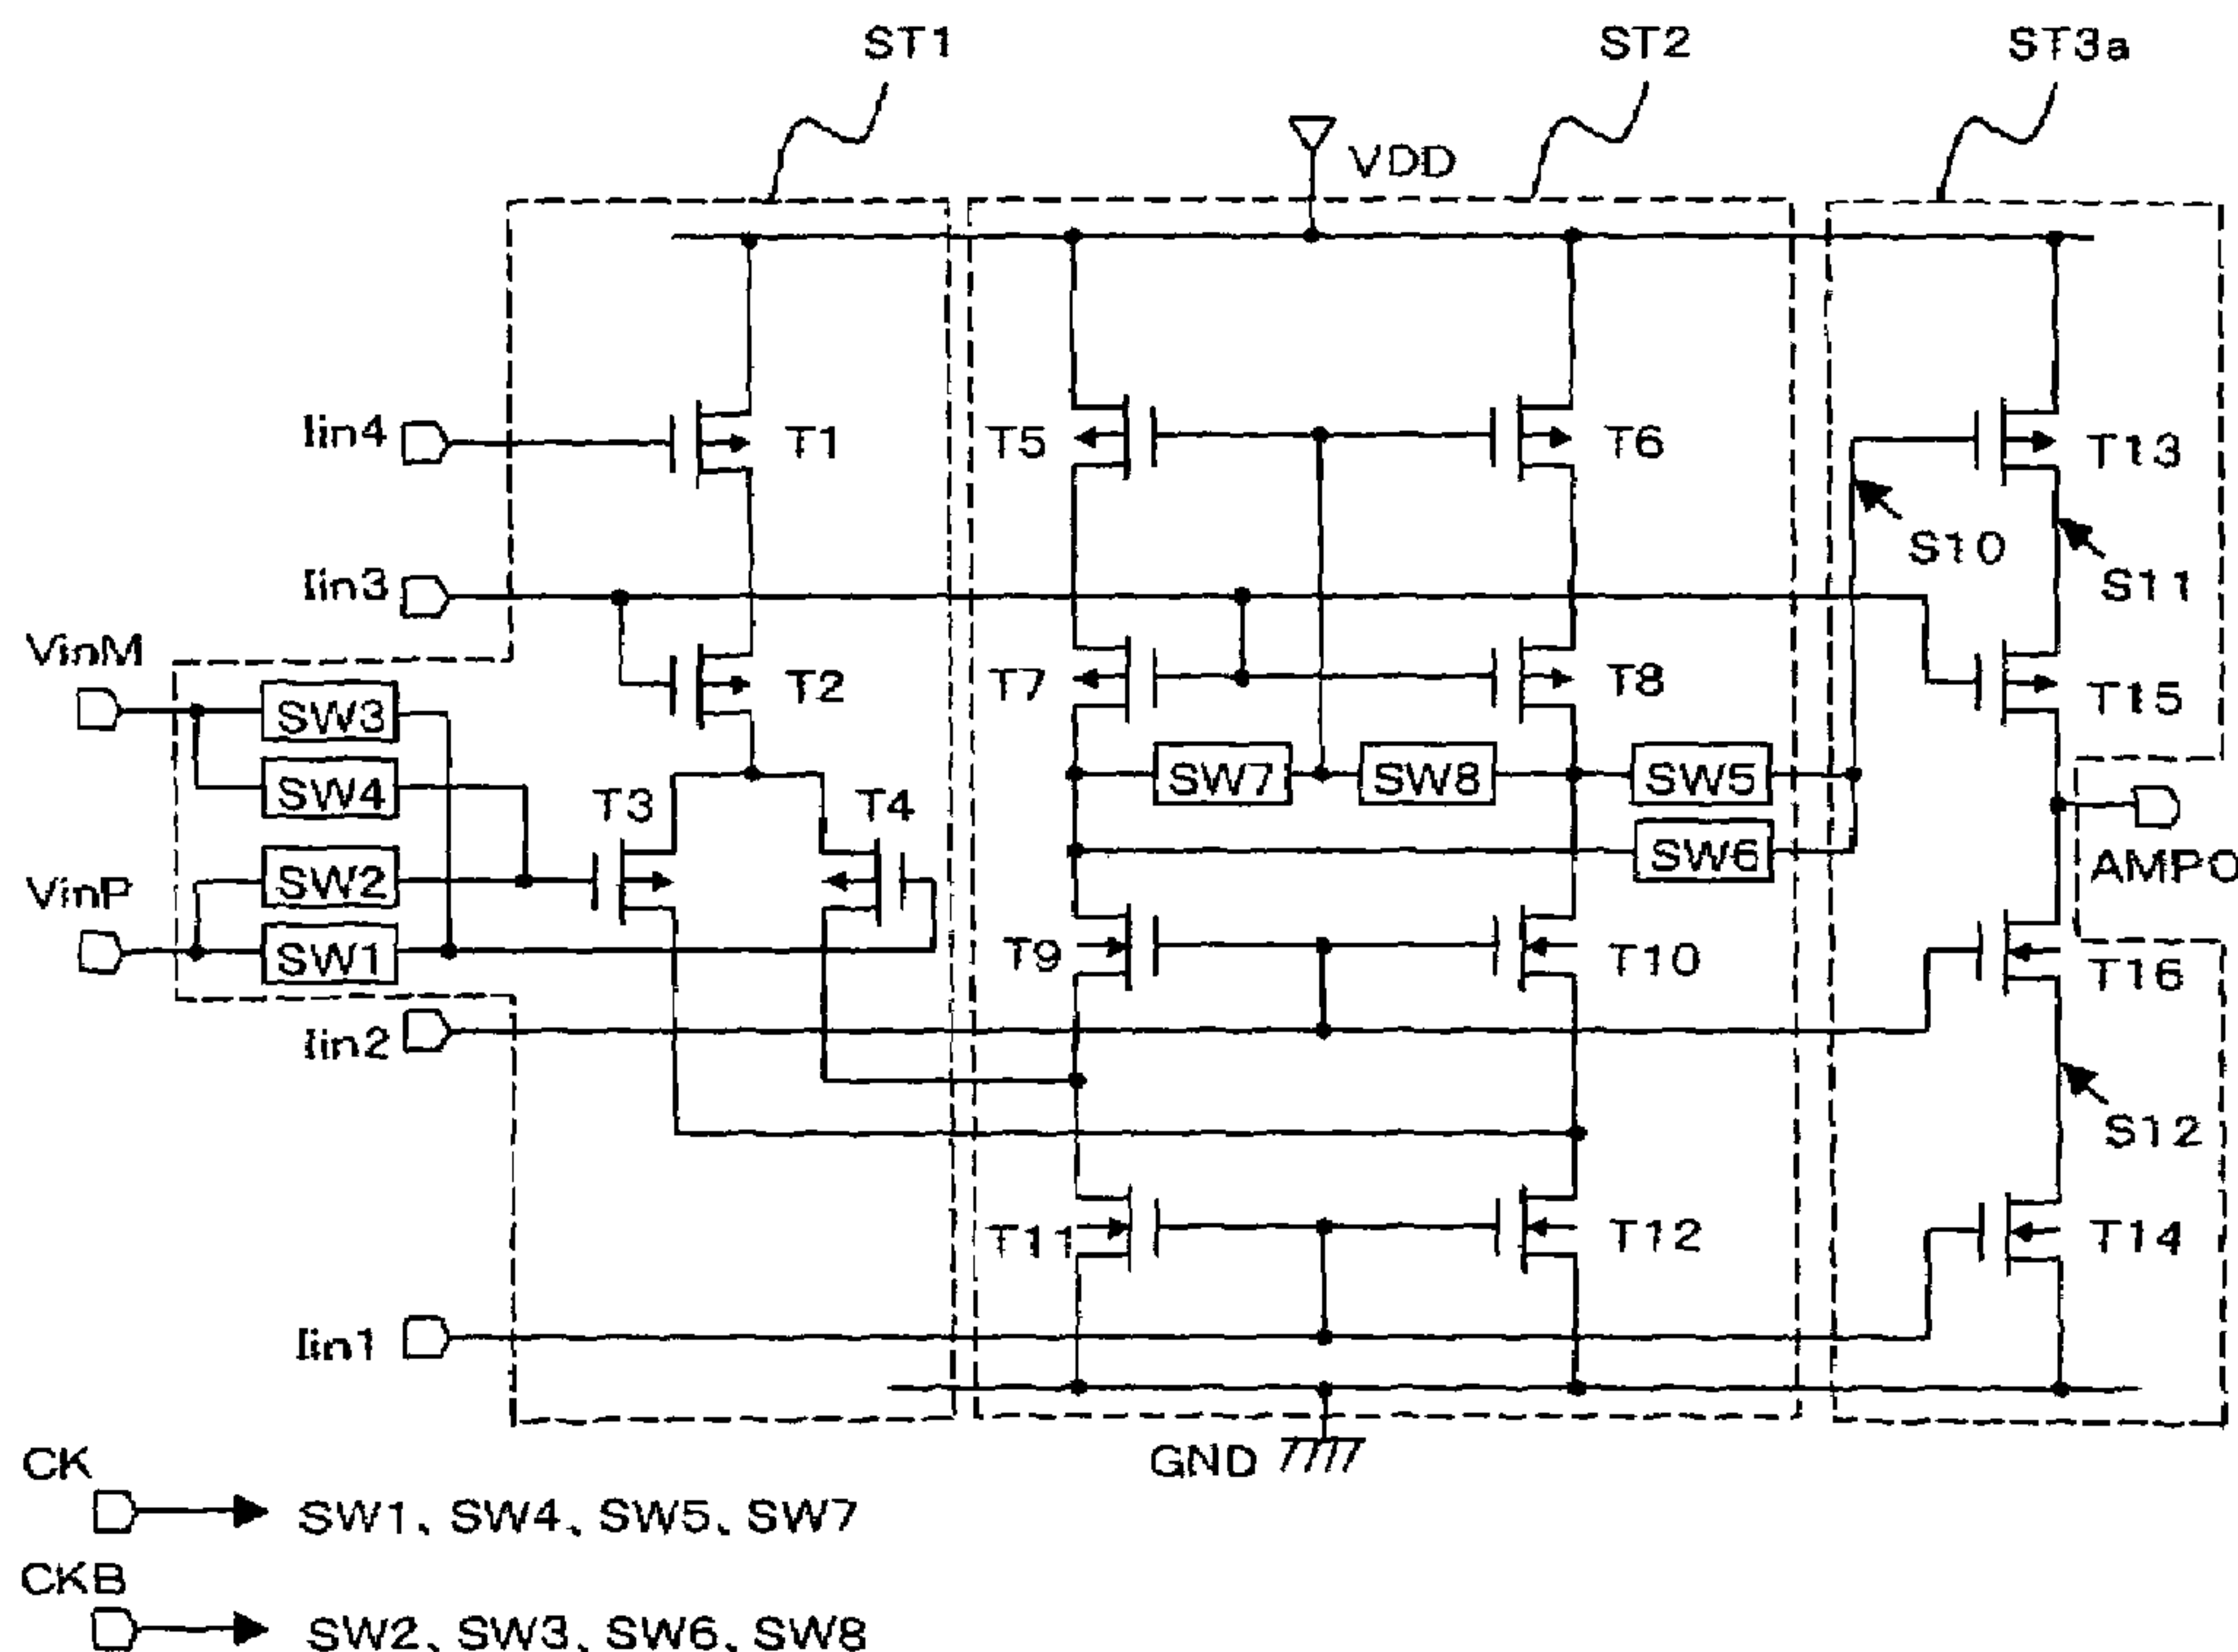 ST1
ST2
ST3a
VDD
Iin4
T1
T5
T6
T13
S10
S11
Iin3
VinM
T2
T7
T8
T15
SW3
SW4
SW7
SW8
SW5
T3
T4
SW6
VinP
SW2
SW1
AMPO
T9
T10
T16
Iin2
S12
T11
T12
T14
Iin1
GND
CK
SW1、SW4、SW5、SW7
CKB
SW2、SW3、SW6、SW8